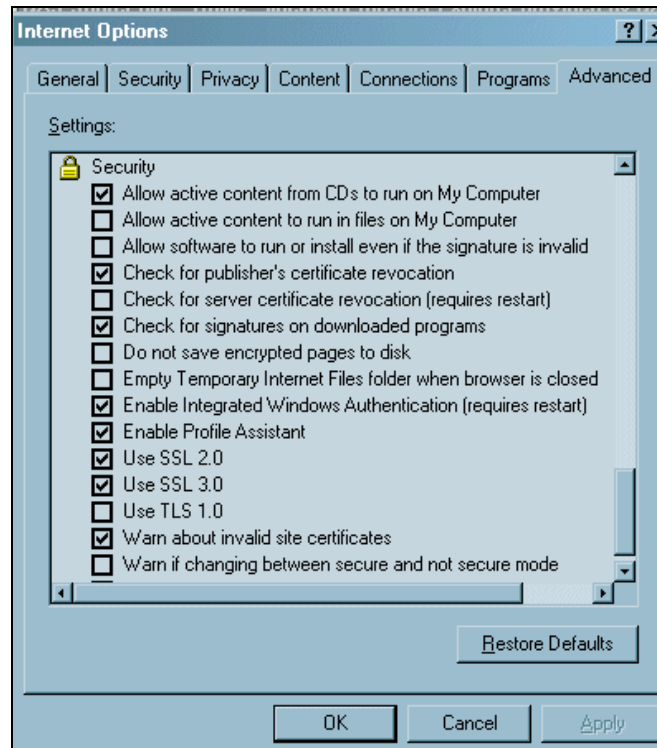 Internet Options
General Security Privacy Content Connections Programs Advanced
Settings:
Security
Allow active content from CDs to run on My Computer
Allow active content to run in files on My Computer
Allow software to run or install even if the signature is invalid
Check for publisher's certificate revocation
Check for server certificate revocation (requires restart)
Check for signatures on downloaded programs
Do not save encrypted pages to disk
Empty Temporary Internet Files folder when browser is closed
Enable Integrated Windows Authentication (requires restart)
Enable Profile Assistant
Use SSL 2.0
Use SSL 3.0
Use TLS 1.0
Warn about invalid site certificates
Warn if changing between secure and not secure mode
Restore Defaults
OK Cancel Apply